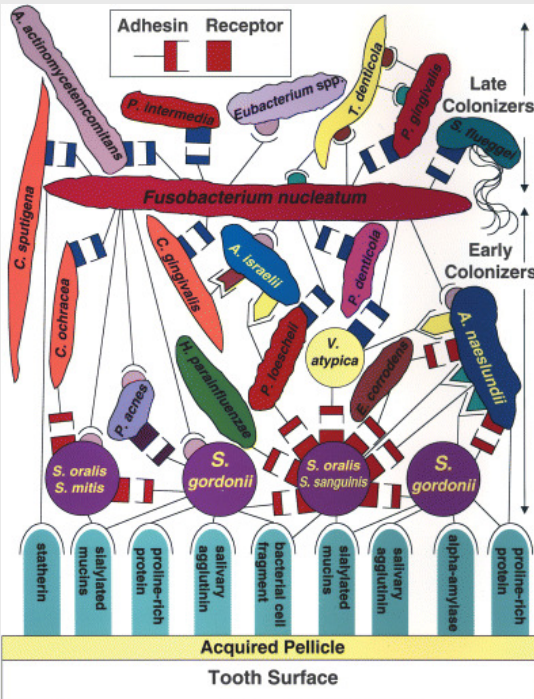 Adhesin Receptor
A. actinomycetemcomitans
P. intermedia
Eubacterium spp.
T. denticola
P. gingivalis
Late
Colonizers
S. flueggei
Fusobacterium nucleatum
C. sputigena
C. ochracea
C. gingivalis
A. israelii
P. denticola
Early
Colonizers
P. loescheii
V.
atypica
A. naeslundii
H. parainfluenzae
E. corrodens
P. acnes
S. oralis
S. mitis
S.
gordonii
S. oralis
S. sanguinis
S.
gordonii
statherin
sialylated
mucins
proline-rich
protein
salivary
agglutinin
bacterial cell
fragment
sialylated
mucins
salivary
agglutinin
alpha-amylase
proline-rich
protein
Acquired Pellicle
Tooth Surface